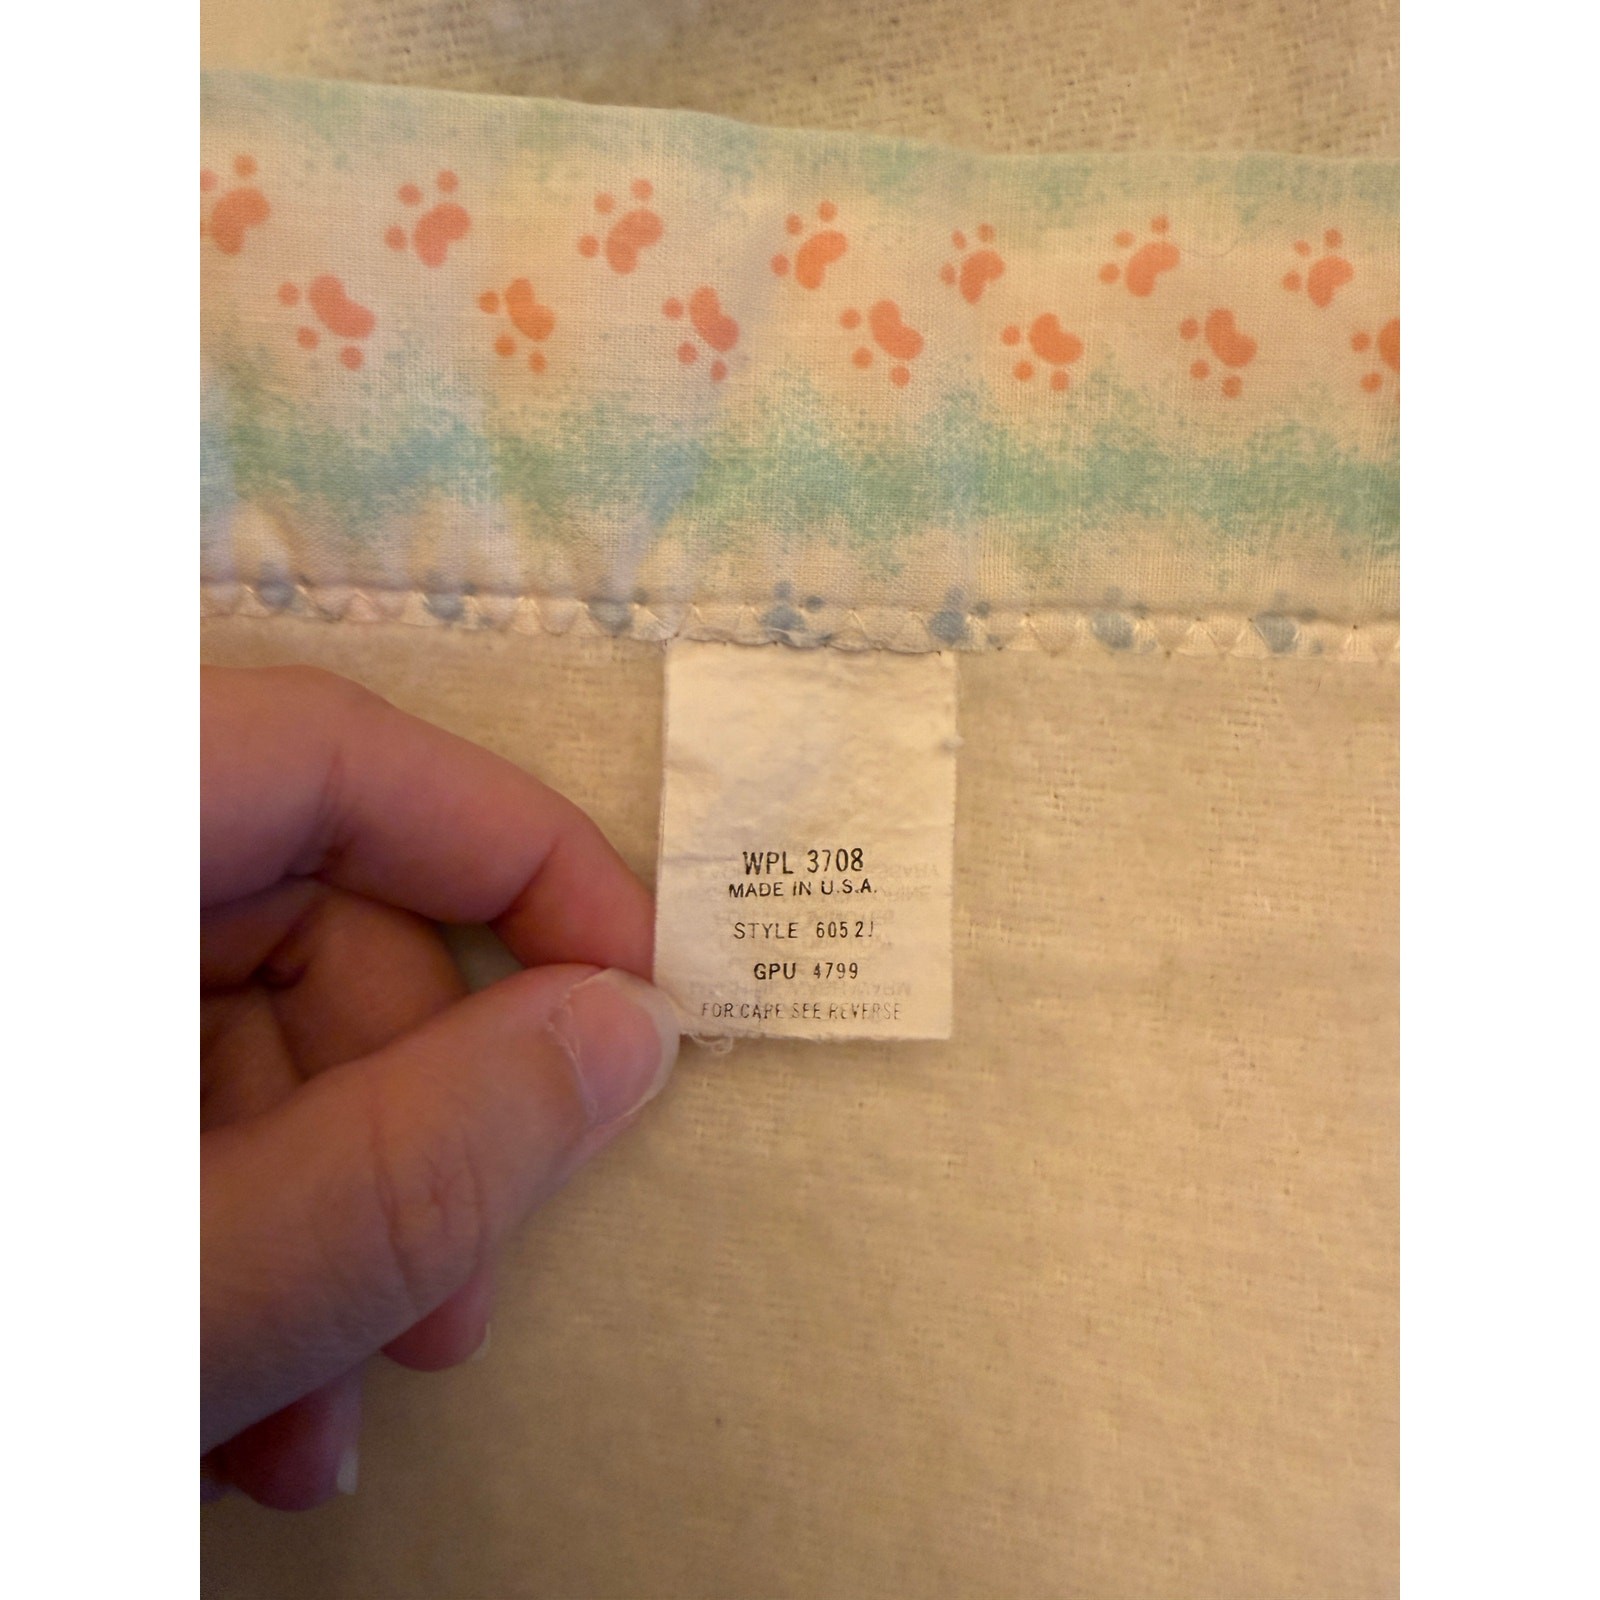 WPL 3708
MADE IN U.S.A.
STYLE 6052J
GPU 4799
FOR CARE SEE REVERSE